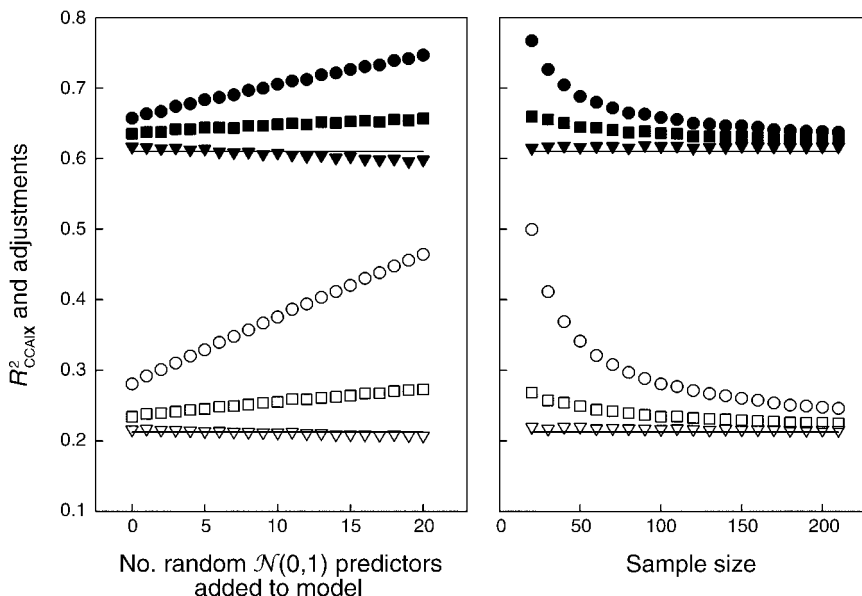 R²CCA|X and adjustments
0.8
0.7
0.6
0.5
0.4
0.3
0.2
0.1
0 5 10 15 20
No. random 𝒩(0,1) predictors
added to model
0 50 100 150 200
Sample size